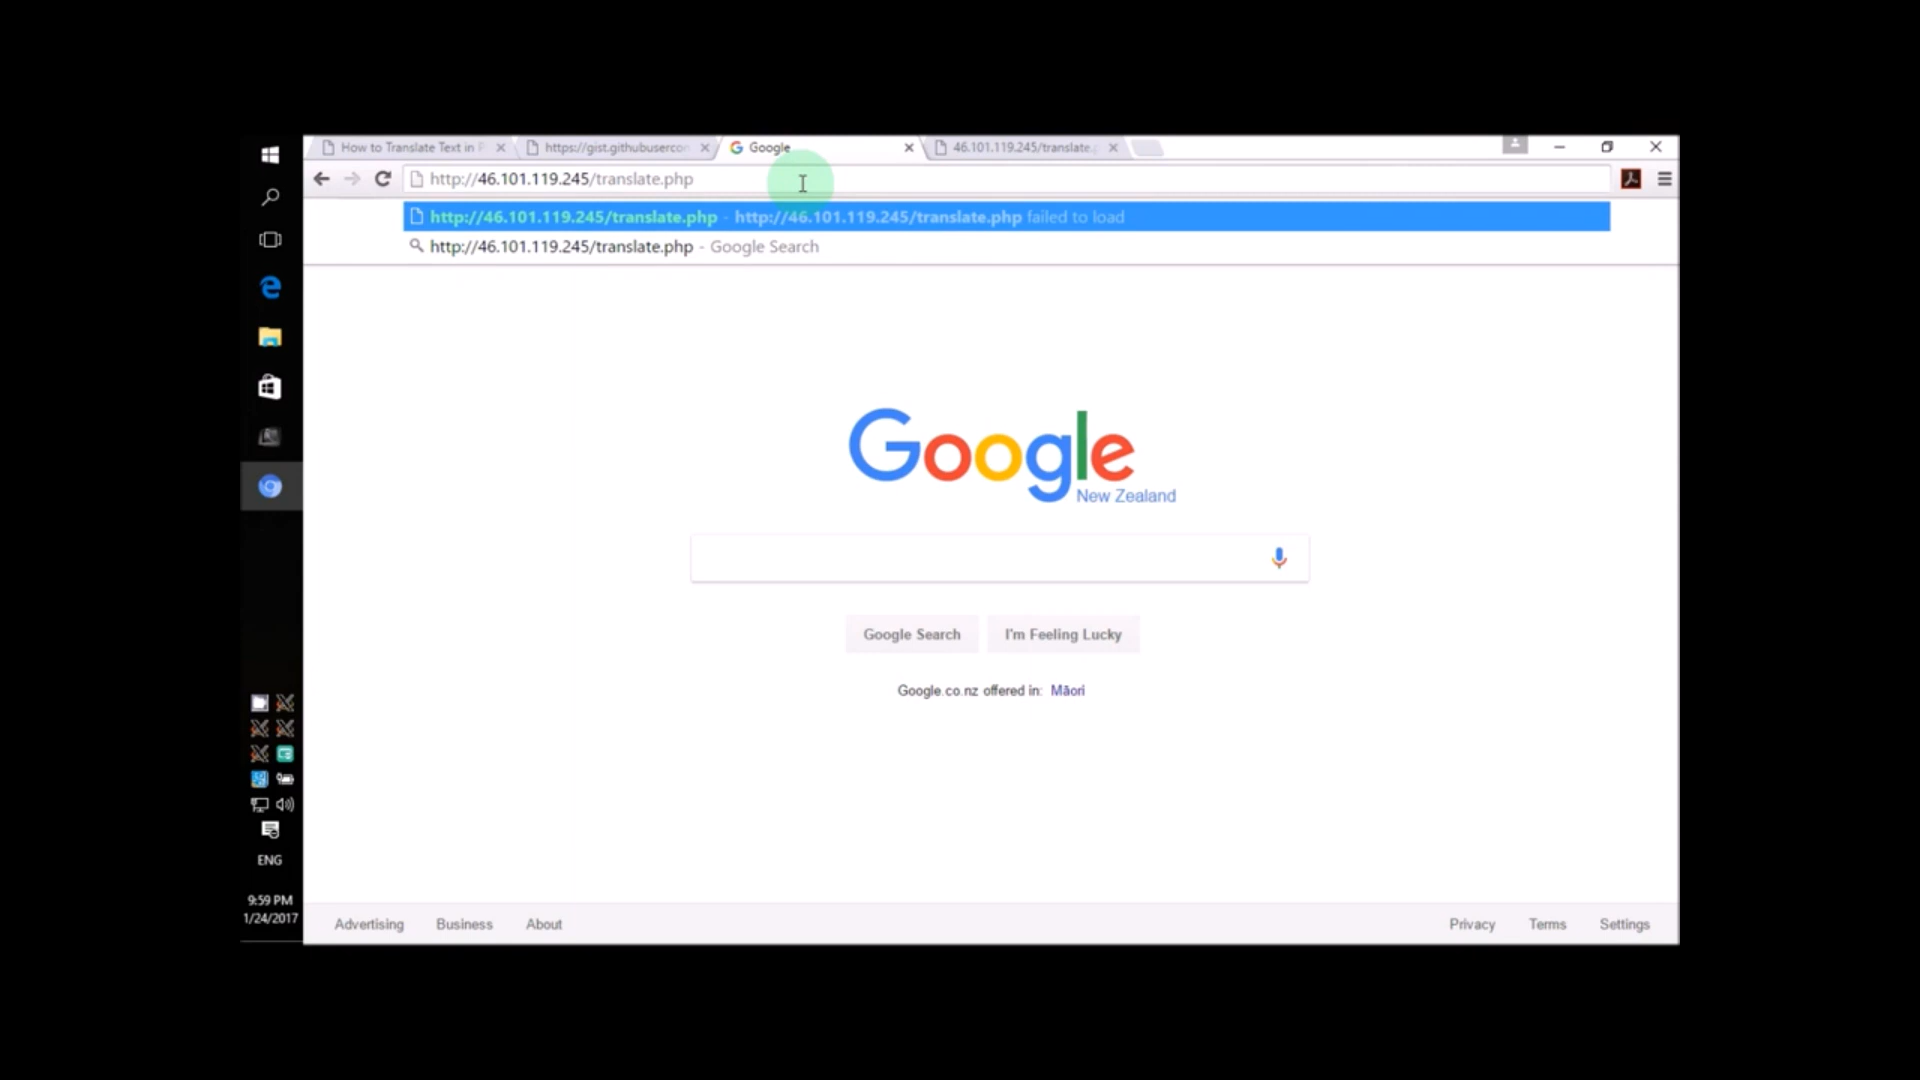 How to Translate Text in P
https://gist.githubusercon
Google
46.101.119.245/translate.p
http://46.101.119.245/translate.php
http://46.101.119.245/translate.php - http://46.101.119.245/translate.php failed to load
http://46.101.119.245/translate.php - Google Search
Google
New Zealand
Google Search
I'm Feeling Lucky
Google.co.nz offered in: Māori
ENG
9:59 PM
1/24/2017
Advertising Business About
Privacy Terms Settings